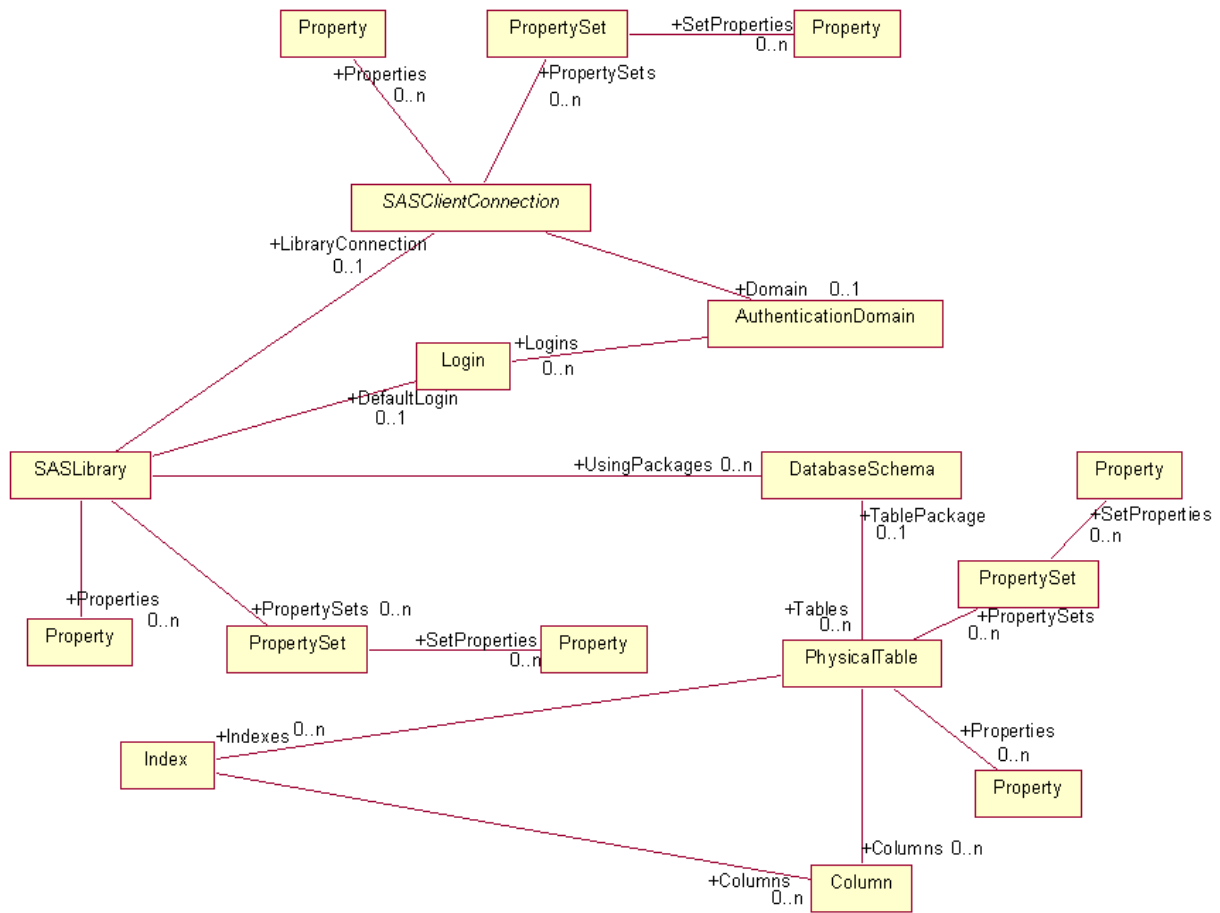 Property
PropertySet
+SetProperties
0..n
Property
+Properties
0..n
+PropertySets
0..n
SASClientConnection
+LibraryConnection
0..1
+Domain 0..1
AuthenticationDomain
+Logins
0..n
Login
+DefaultLogin
0..1
SASLibrary
+UsingPackages 0..n
DatabaseSchema
Property
+TablePackage
0..1
+SetProperties
0..n
PropertySet
+Properties
0..n
+PropertySets 0..n
+Tables
0..n
+PropertySets
0..n
Property
PropertySet
+SetProperties
0..n
Property
PhysicalTable
+Indexes 0..n
+Properties
0..n
Index
Property
+Columns 0..n
+Columns
0..n
Column